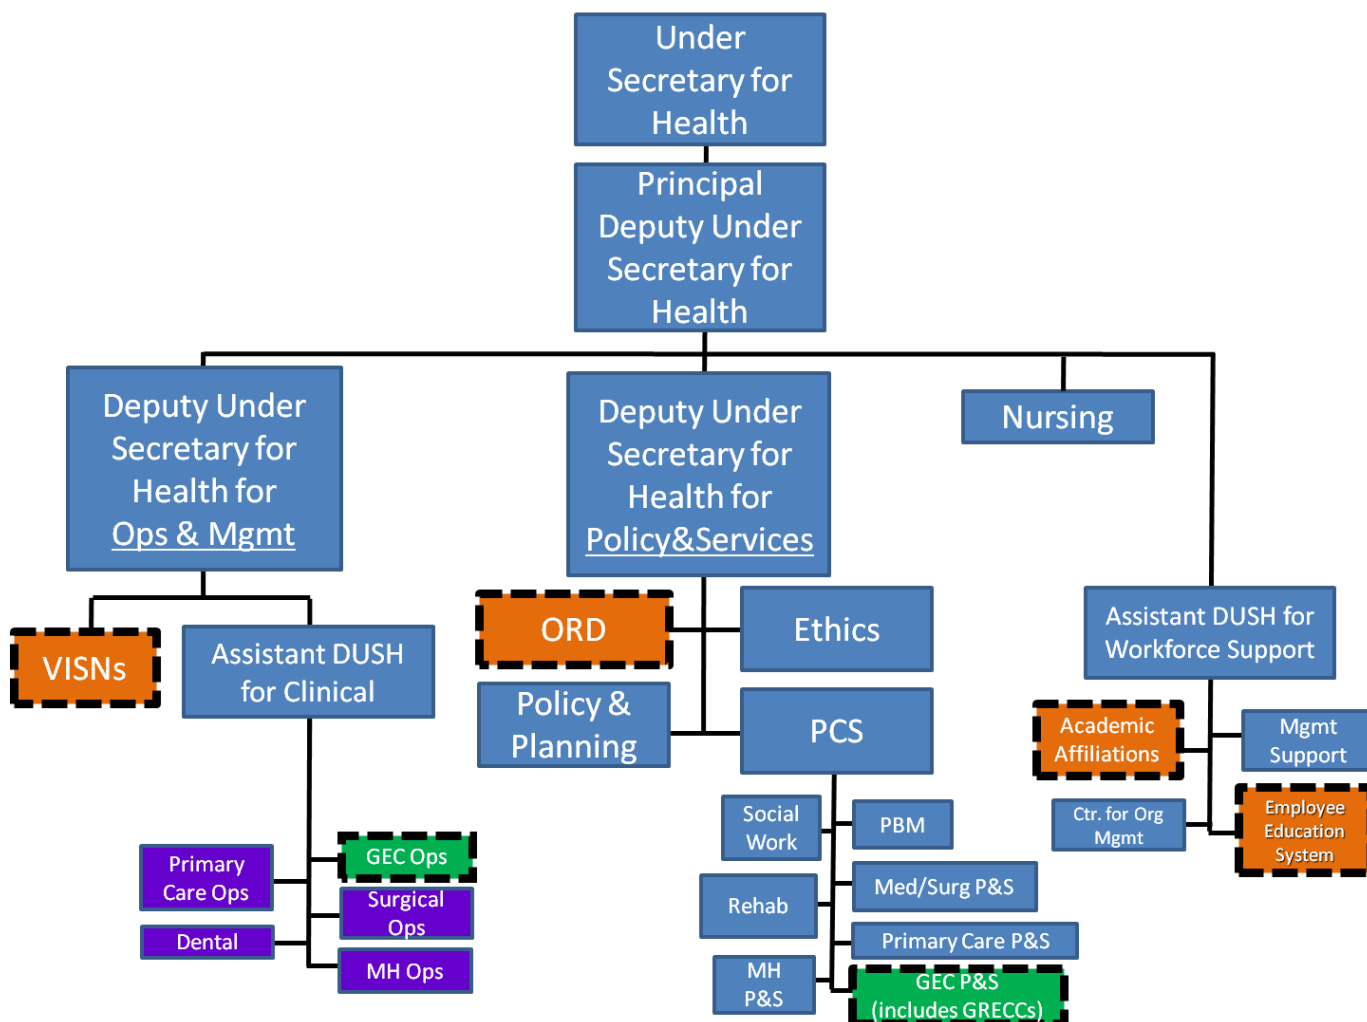 Under
Secretary for
Health
Principal
Deputy Under
Secretary for
Health
Deputy Under
Secretary for
Health for
Ops & Mgmt
Deputy Under
Secretary for
Health for
Policy&Services
Nursing
VISNs
Assistant DUSH
for Clinical
ORD
Ethics
Policy &
Planning
PCS
Assistant DUSH for
Workforce Support
Academic
Affiliations
Mgmt
Support
Ctr. for Org
Mgmt
Employee
Education
System
Primary
Care Ops
GEC Ops
Surgical
Ops
Dental
MH Ops
Social
Work
PBM
Rehab
Med/Surg P&S
Primary Care P&S
MH
P&S
GEC P&S
(includes GRECCs)